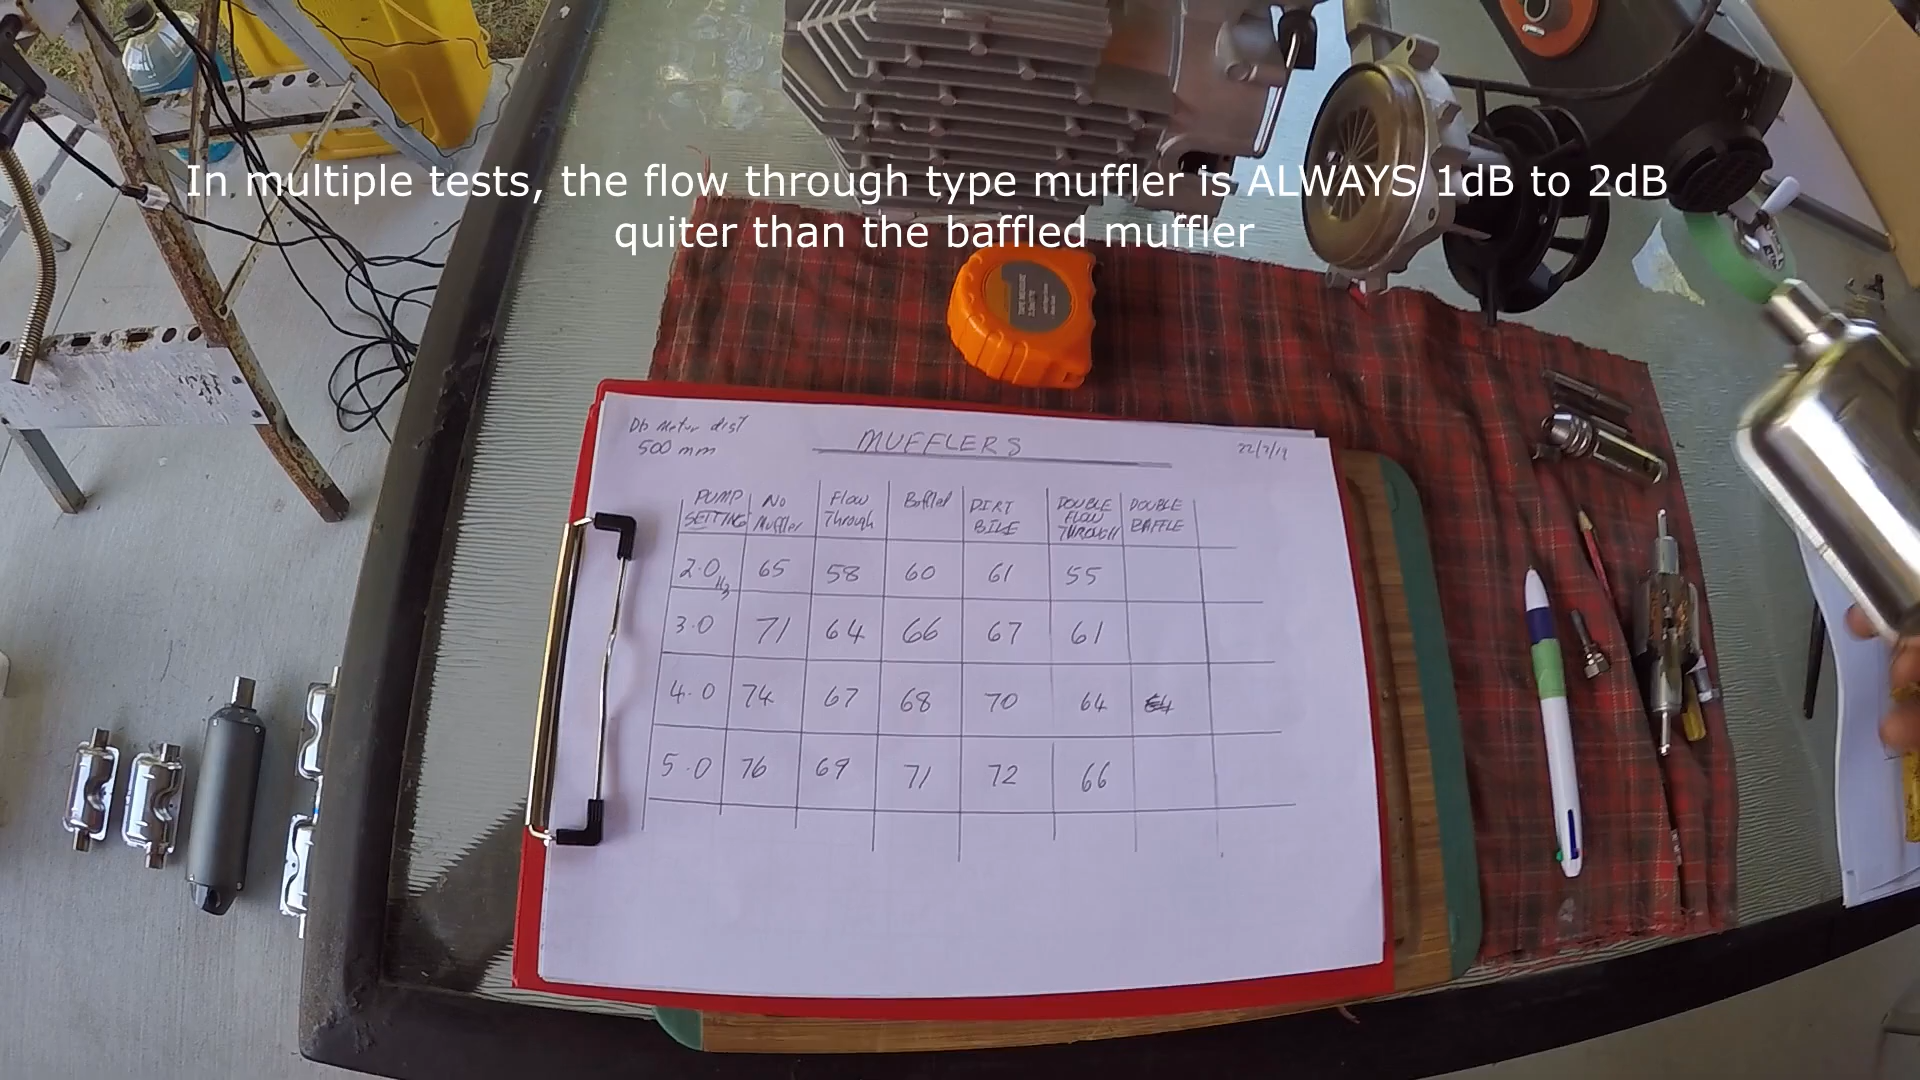 In multiple tests, the flow through type muffler is ALWAYS 1dB to 2dB
quiter than the baffled muffler
Db Meter dist
500 mm
MUFFLERS
PUMP SETTING No Muffler Flow Through Baffled DIRT BIKE DOUBLE FLOW THROUGH DOUBLE BAFFLE
2.0 Hz 65 58 60 61 55
3.0 71 64 66 67 61
4.0 74 67 68 70 64
5.0 76 69 71 72 66